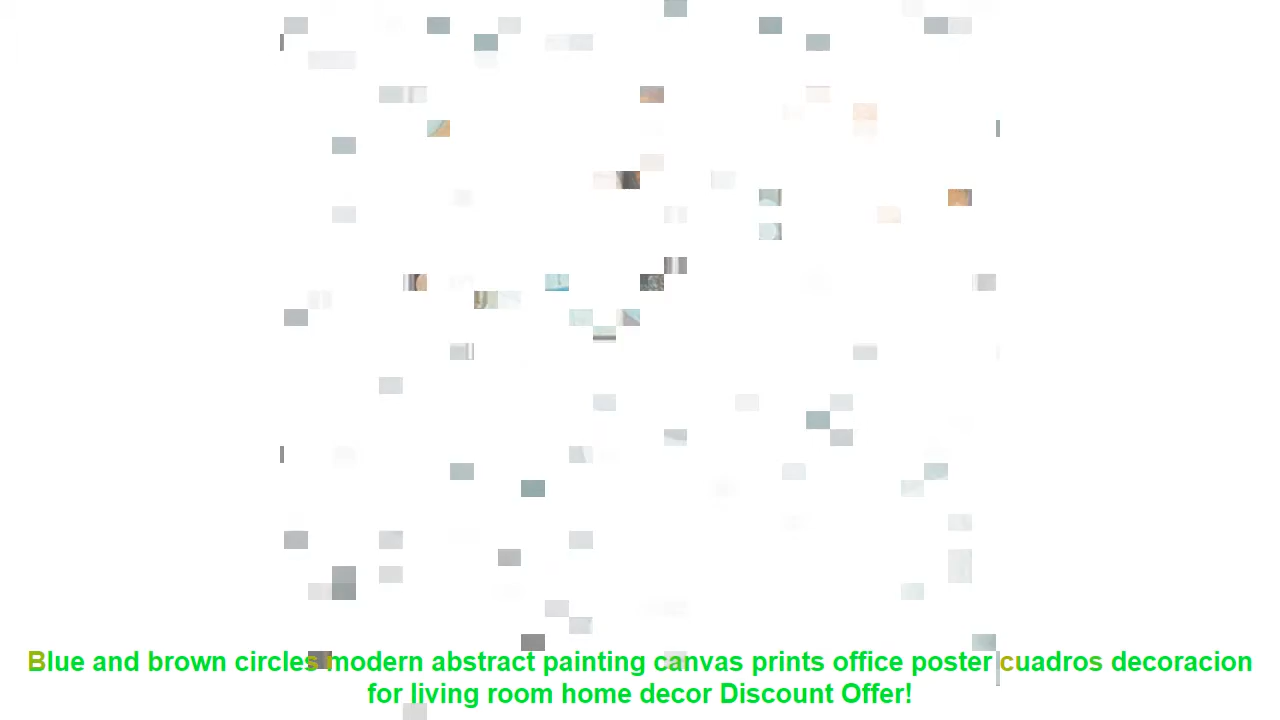 Blue and brown circles modern abstract painting canvas prints office poster cuadros decoracion
for living room home decor Discount Offer!